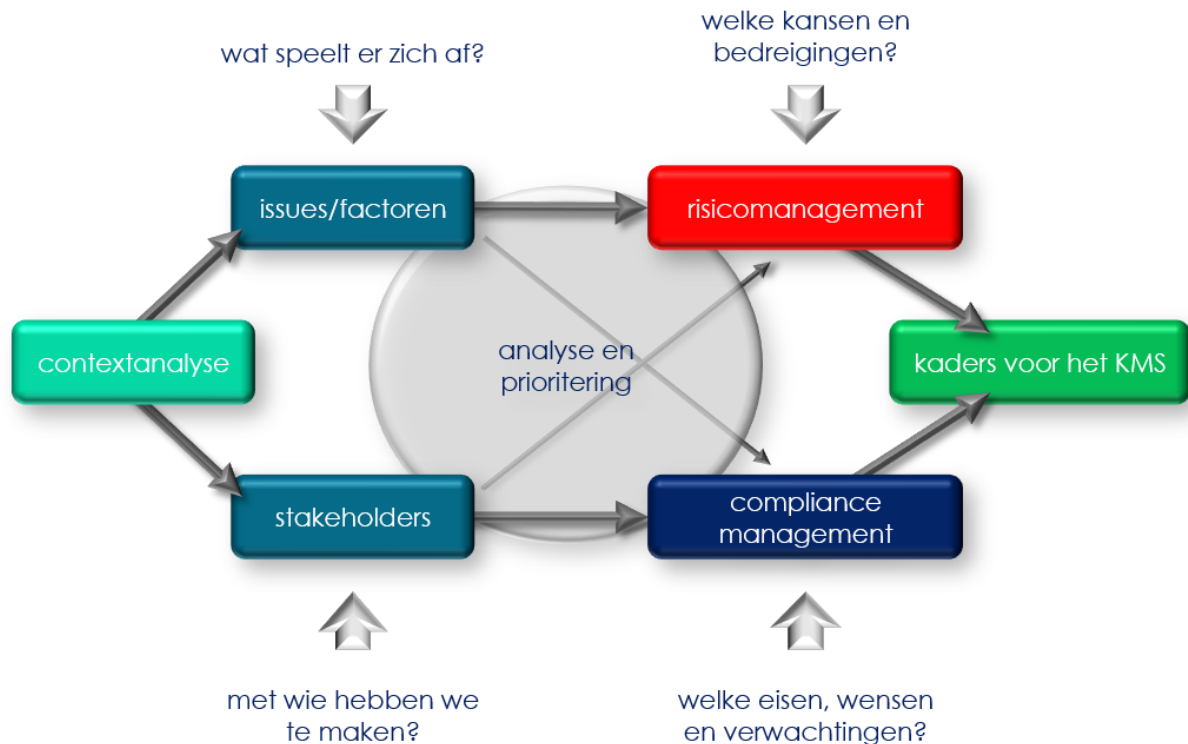 wat speelt er zich af?
welke kansen en
bedreigingen?
issues/factoren
risicomanagement
contextanalyse
analyse en
prioritering
kaders voor het KMS
stakeholders
compliance
management
met wie hebben we
te maken?
welke eisen, wensen
en verwachtingen?